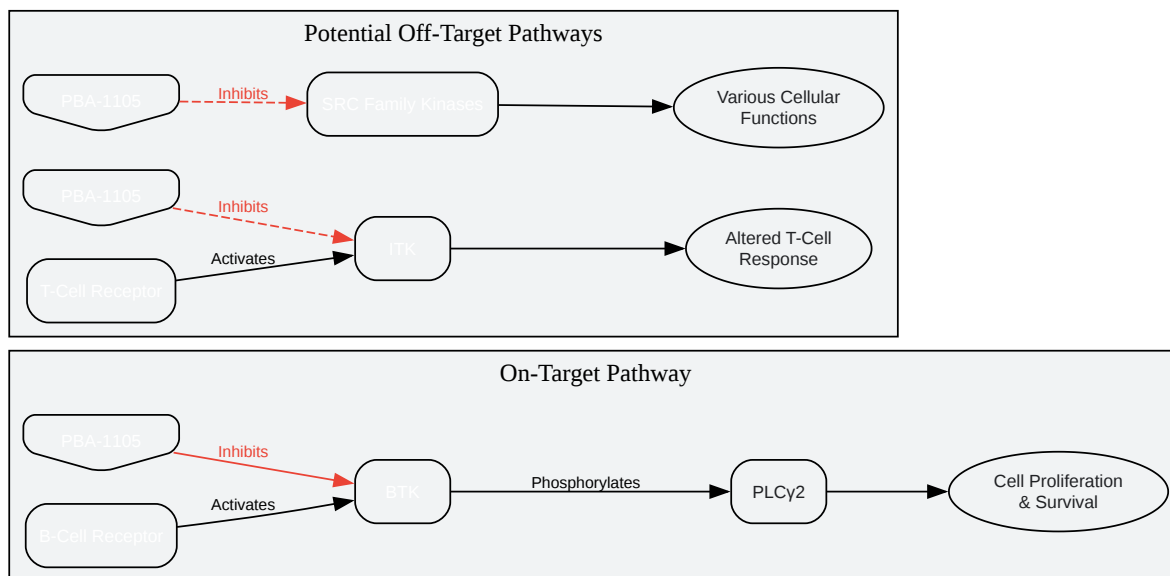 Potential Off-Target Pathways
PBA-1105
Inhibits
SRC Family Kinases
Various Cellular
Functions
PBA-1105
Inhibits
ITK
Altered T-Cell
Response
Activates
T-Cell Receptor
On-Target Pathway
PBA-1105
Inhibits
BTK
Phosphorylates
PLCγ2
Cell Proliferation
& Survival
Activates
B-Cell Receptor